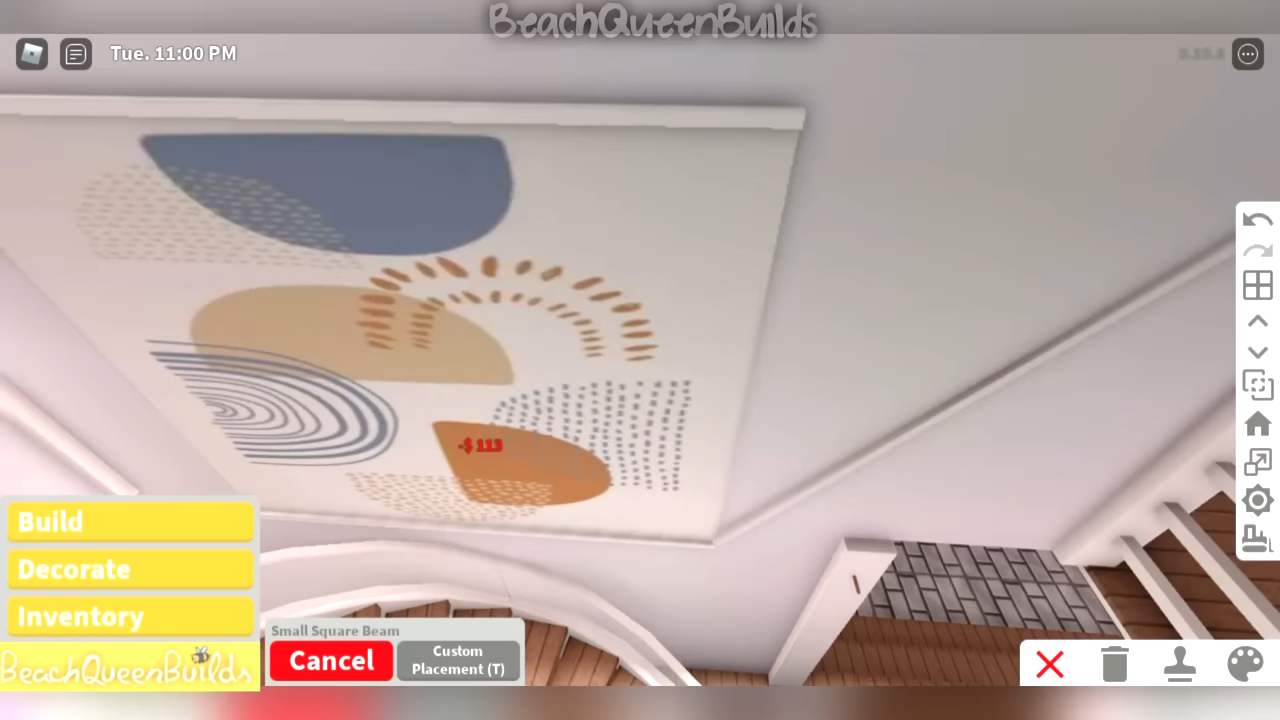 BeachQueenBuilds
Tue. 11:00 PM
-$ 113
Build
Decorate
Inventory
Small Square Beam
Cancel
Custom
Placement (T)
BeachQueenBuilds